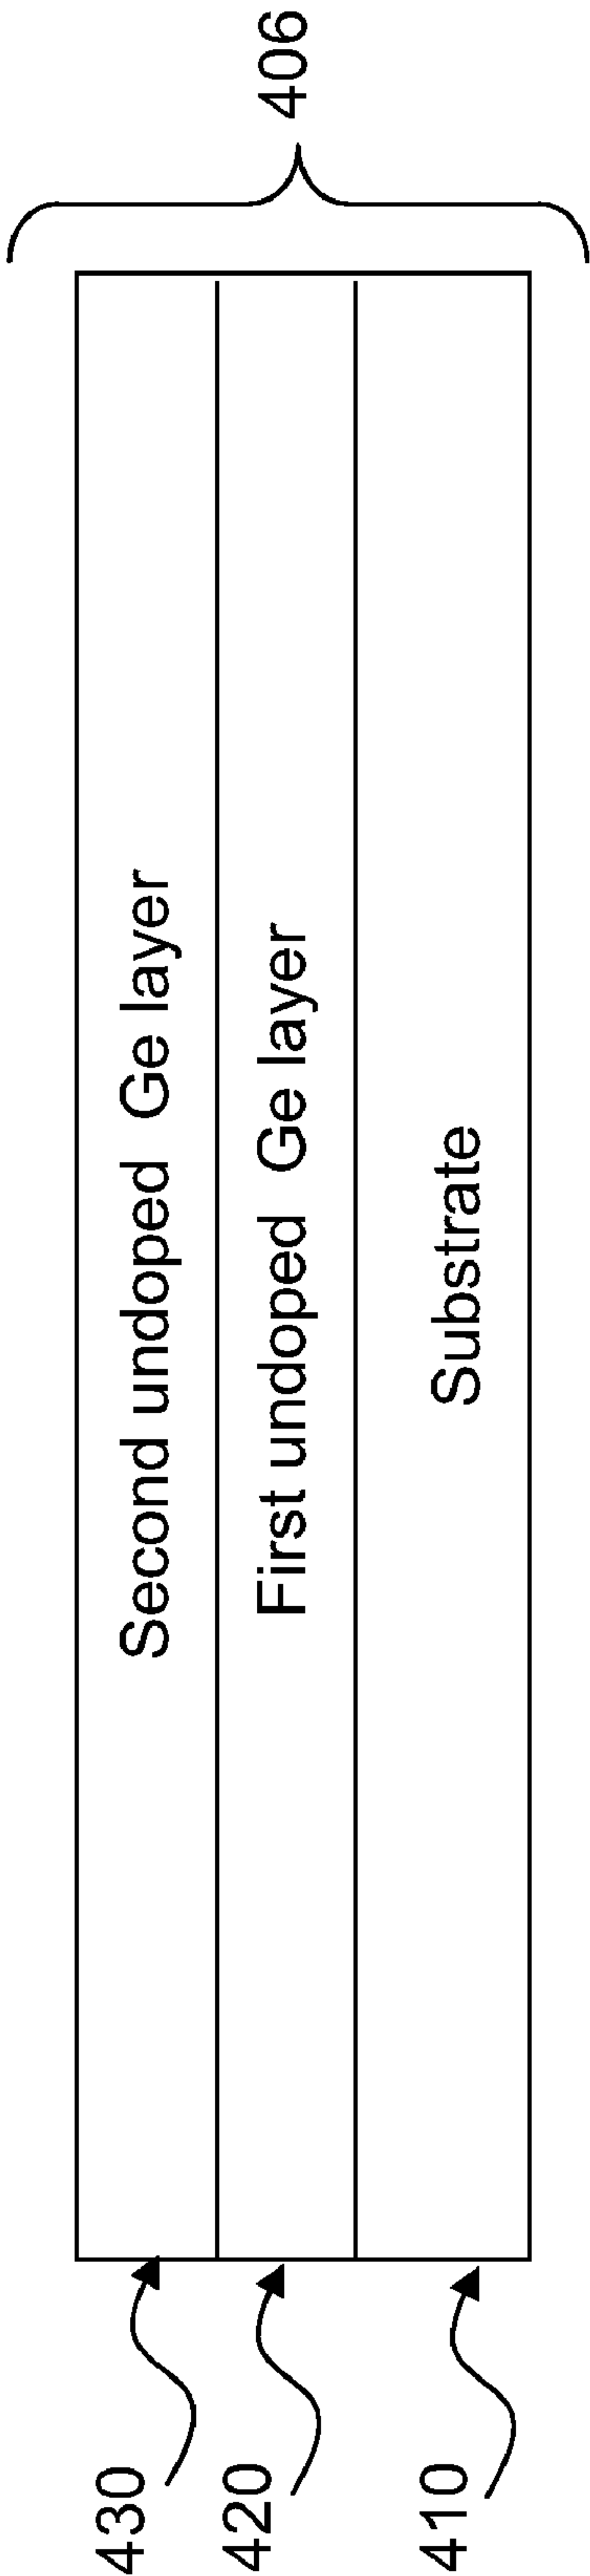 406
430
Second undoped Ge layer
420
First undoped Ge layer
410
Substrate